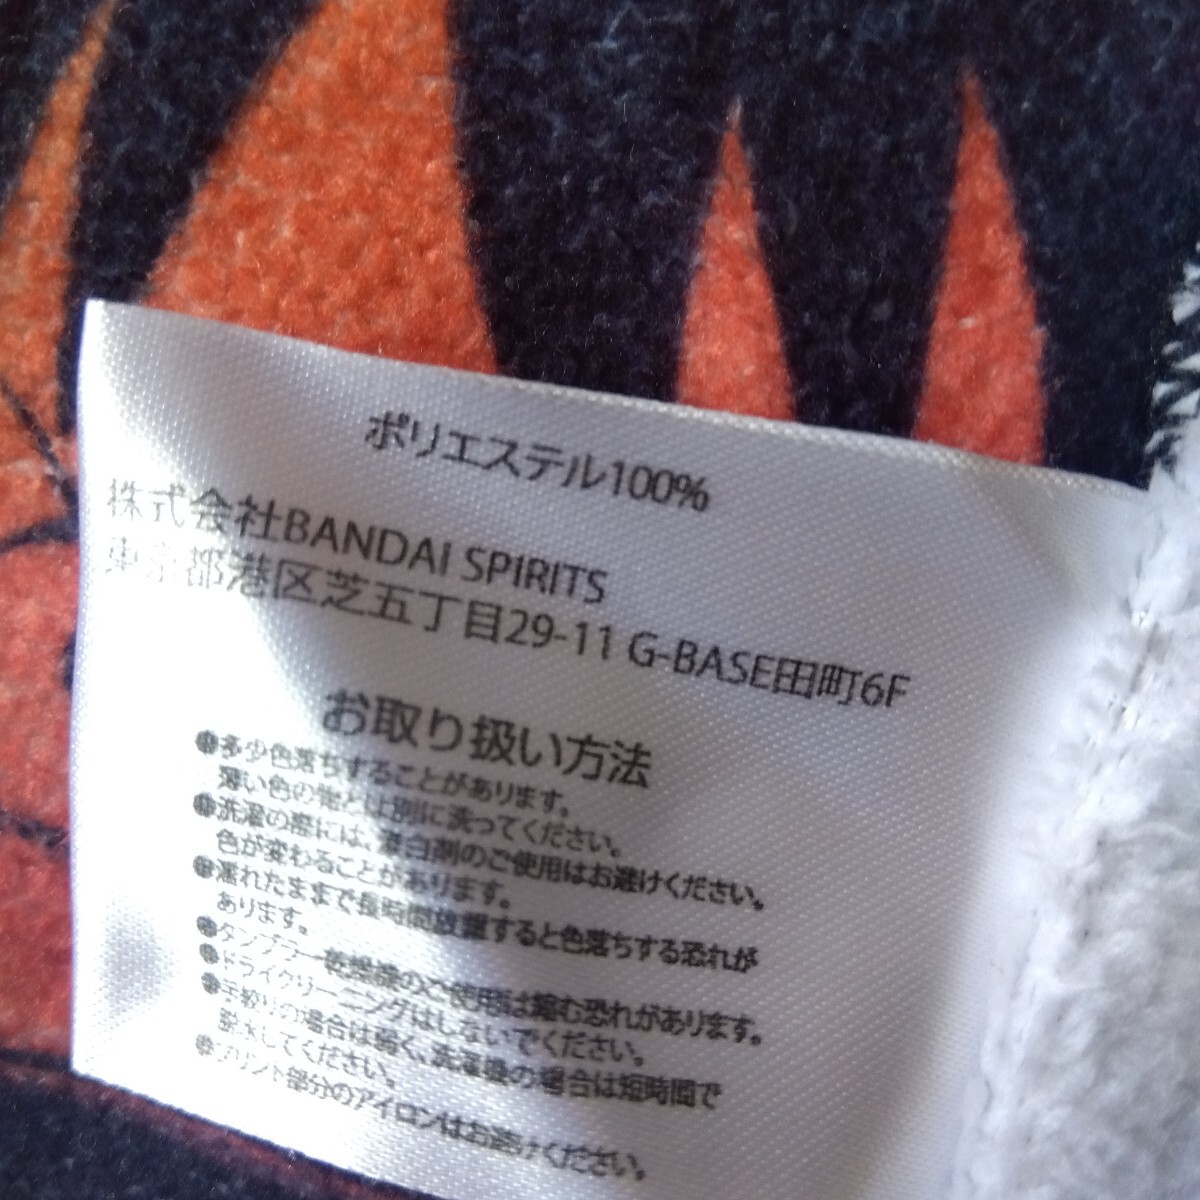 ポリエステル100%
株式会社BANDAI SPIRITS
東京都港区芝五丁目29-11 G-BASE田町6F
お取り扱い方法
●多少色落ちすることがあります。
薄い色の物とは別に洗ってください。
●洗濯の際には、漂白剤のご使用はお避けください。
色が変わることがあります。
●濡れたままで長時間放置すると色落ちする恐れが
あります。
●タンブラー乾燥機のご使用は縮む恐れがあります。
●ドライクリーニングはしないでください。
●手絞りの場合は弱く、洗濯機の場合は短時間で
脱水してください。
●プリント部分のアイロンはお避けください。